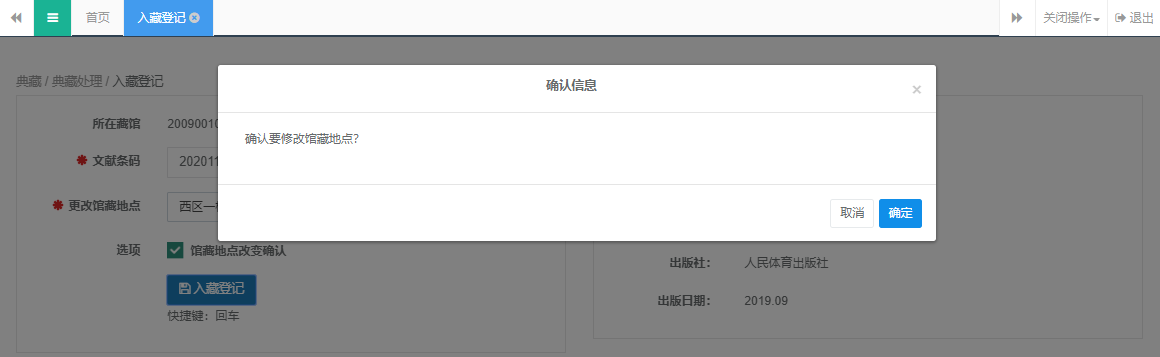 首页
入藏登记
关闭操作
退出
典藏 / 典藏处理 / 入藏登记
确认信息
×
确认要修改馆藏地点?
取消
确定
所在藏馆
2009001
文献条码
202011
更改馆藏地点
西区一
选项
馆藏地点改变确认
入藏登记
快捷键：回车
出版社：
人民体育出版社
出版日期：
2019.09